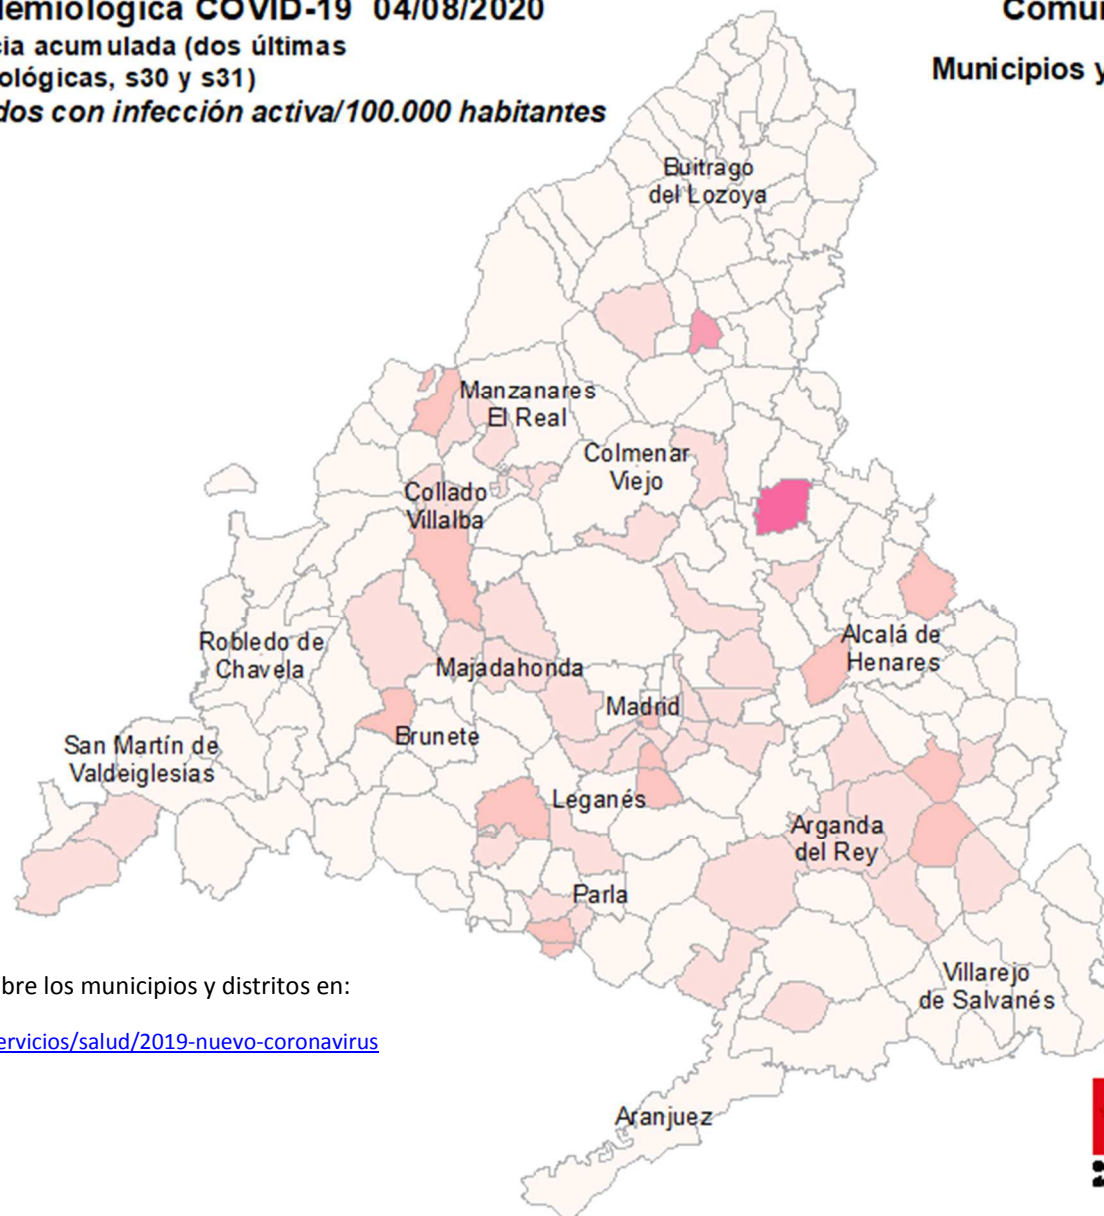 demiológica COVID-19 04/08/2020
cia acumulada (dos últimas
ológicas, s30 y s31)
dos con infección activa/100.000 habitantes
Comu
Municipios y
Buitrago
del Lozoya
Manzanares
El Real
Colmenar
Viejo
Collado
Villalba
Robledo de
Chavela
Majadahonda
Alcalá de
Henares
Madrid
Brunete
San Martín de
Valdeiglesias
Leganés
Arganda
del Rey
Parla
Villarejo
de Salvanés
bre los municipios y distritos en:
ervicios/salud/2019-nuevo-coronavirus
Aranjuez